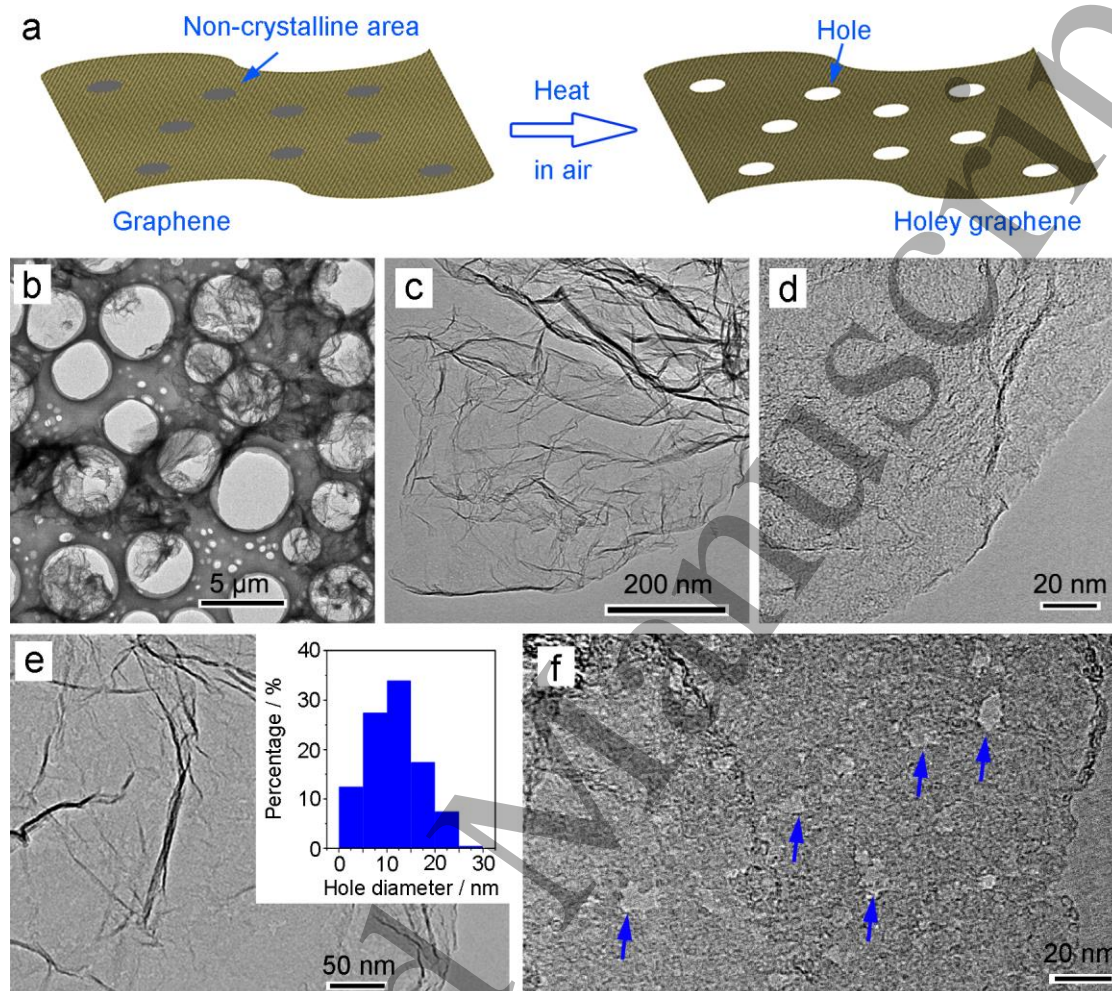 a
Non-crystalline area
Hole
Heat
in air
Graphene
Holey graphene
b
c
d
5 µm
200 nm
20 nm
e
f
40
30
20
10
0
Percentage / %
0 10 20 30
Hole diameter / nm
50 nm
20 nm